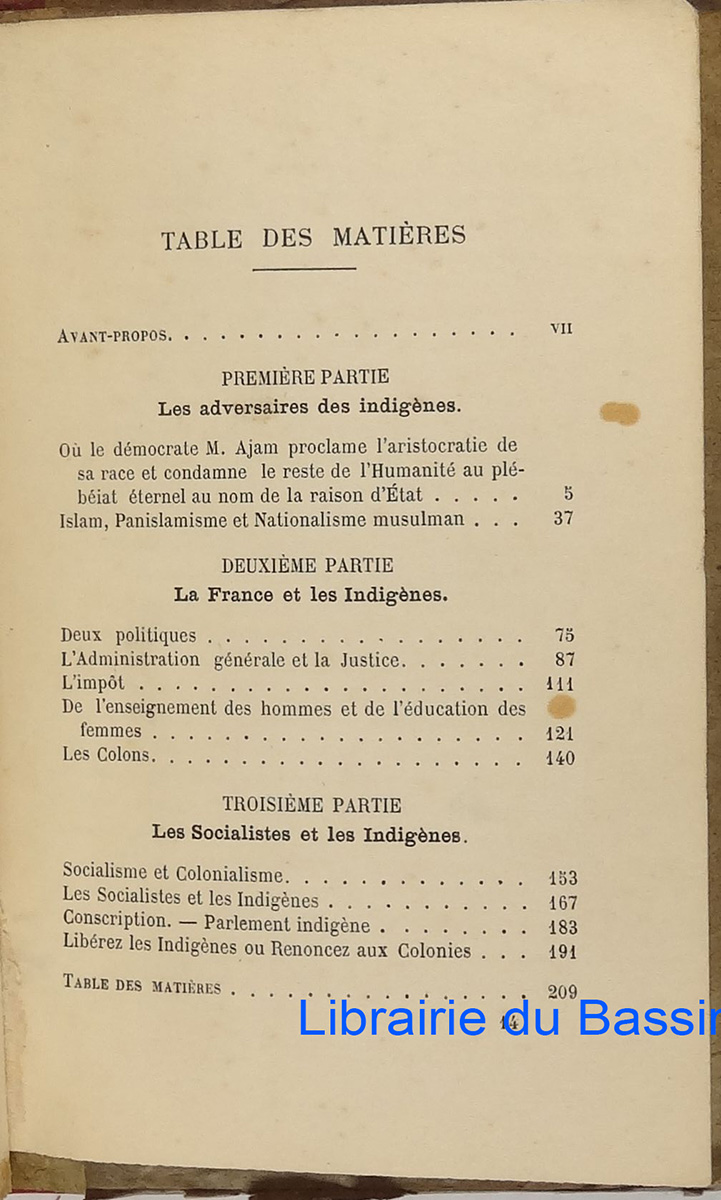 TABLE DES MATIÈRES
AVANT-PROPOS. . . . . . . . . . . . . . . . . . . VII
PREMIÈRE PARTIE
Les adversaires des indigènes.
Où le démocrate M. Ajam proclame l'aristocratie de
sa race et condamne le reste de l'Humanité au plé-
béiat éternel au nom de la raison d'État . . . . . 5
Islam, Panislamisme et Nationalisme musulman . . . 37
DEUXIÈME PARTIE
La France et les Indigènes.
Deux politiques . . . . . . . . . . . . . . . . . 75
L'Administration générale et la Justice. . . . . . . 87
L'impôt . . . . . . . . . . . . . . . . . . . . . 111
De l'enseignement des hommes et de l'éducation des
femmes . . . . . . . . . . . . . . . . . . . . 121
Les Colons. . . . . . . . . . . . . . . . . . . . 140
TROISIÈME PARTIE
Les Socialistes et les Indigènes.
Socialisme et Colonialisme. . . . . . . . . . . . . 153
Les Socialistes et les Indigènes . . . . . . . . . . . 167
Conscription. — Parlement indigène . . . . . . . . 183
Libérez les Indigènes ou Renoncez aux Colonies . . . 191
TABLE DES MATIÈRES . . . . . . . . . . . . . . . . 209
14
Librairie du Bassin